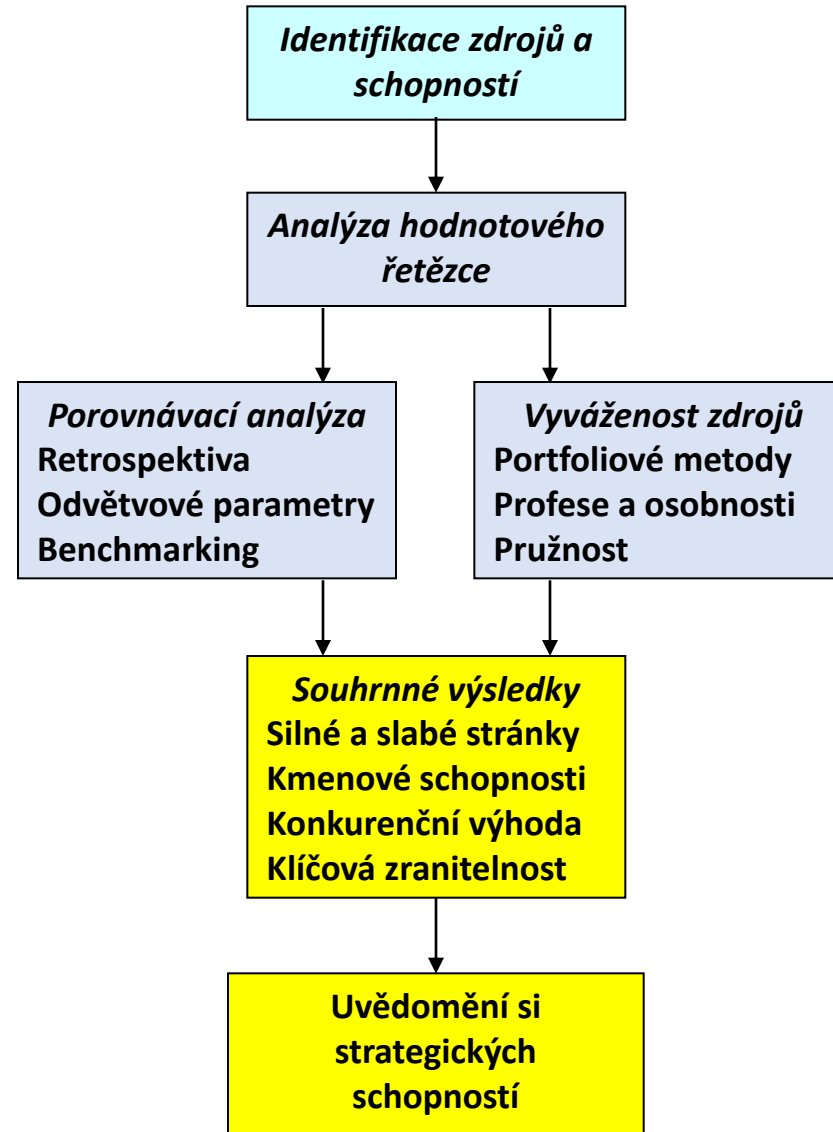 Identifikace zdrojů a
schopností
Analýza hodnotového
řetězce
Porovnávací analýza
Retrospektiva
Odvětvové parametry
Benchmarking
Vyváženost zdrojů
Portfoliové metody
Profese a osobnosti
Pružnost
Souhrnné výsledky
Silné a slabé stránky
Kmenové schopnosti
Konkurenční výhoda
Klíčová zranitelnost
Uvědomění si
strategických
schopností